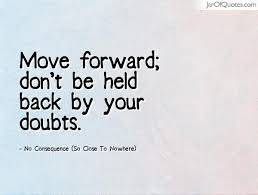 JarOfQuotes.com
Move forward;
don't be held
back by your
doubts.
- No Consequence (So Close To Nowhere)